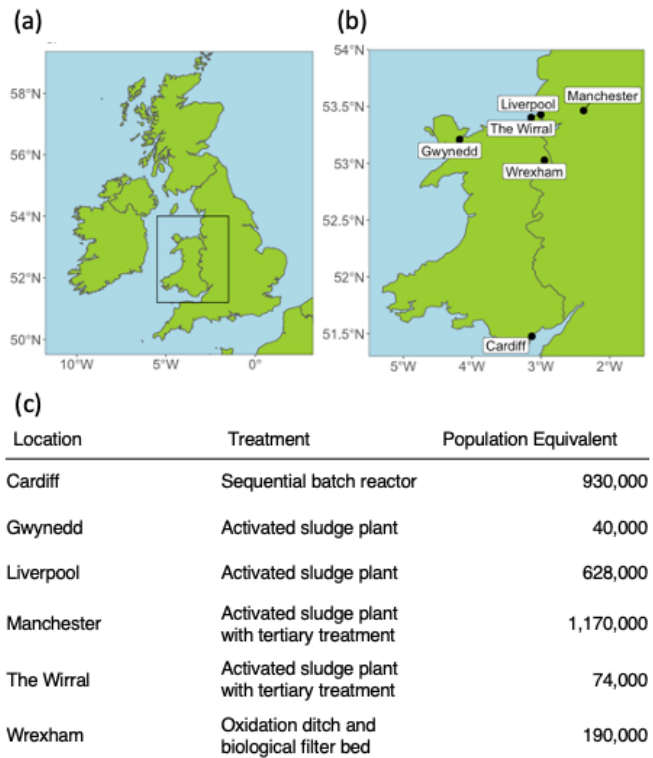 (a)
(b)
58°N
56°N
54°N
52°N
50°N
10°W
5°W
0°
54°N
53.5°N
53°N
52.5°N
52°N
51.5°N
5°W
4°W
3°W
2°W
Manchester
Liverpool
The Wirral
Gwynedd
Wrexham
Cardiff
(c)
Location Treatment Population Equivalent
Cardiff Sequential batch reactor 930,000
Gwynedd Activated sludge plant 40,000
Liverpool Activated sludge plant 628,000
Manchester Activated sludge plant
with tertiary treatment 1,170,000
The Wirral Activated sludge plant
with tertiary treatment 74,000
Wrexham Oxidation ditch and
biological filter bed 190,000